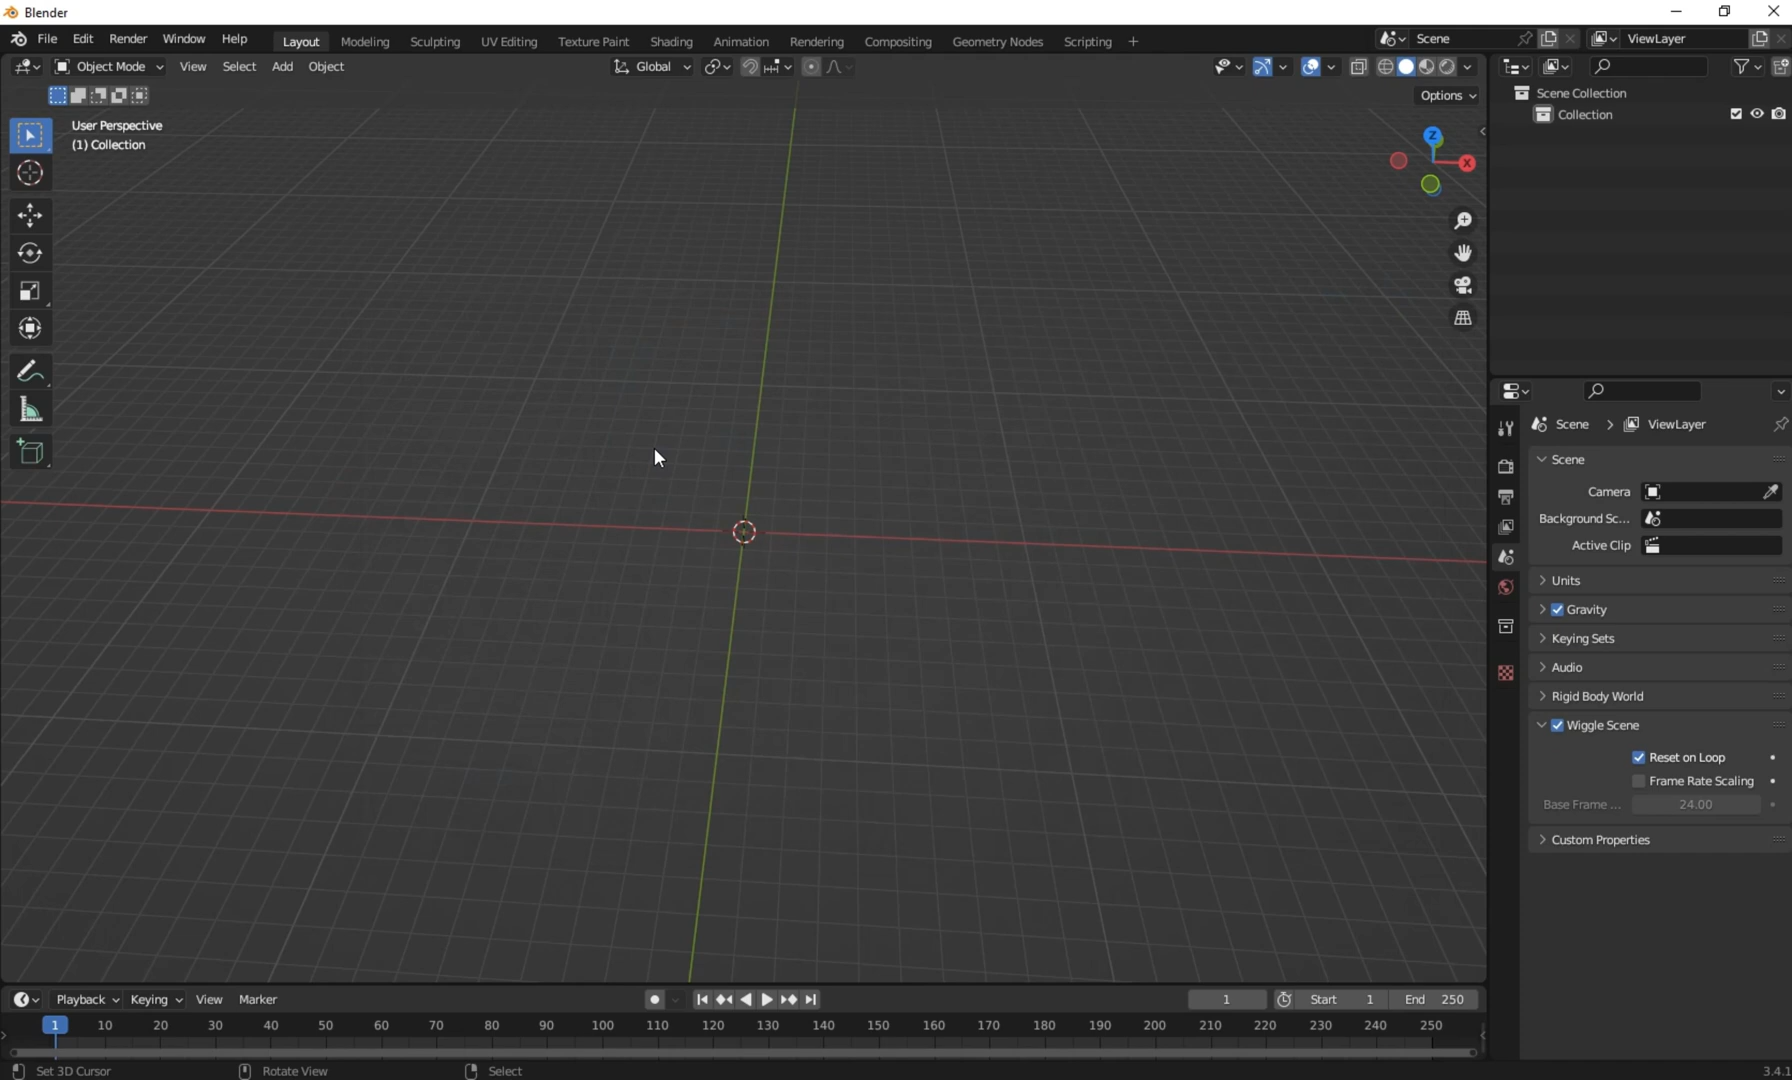 Blender
File Edit Render Window Help Layout Modeling Sculpting UV Editing Texture Paint Shading Animation Rendering Compositing Geometry Nodes Scripting + Scene ViewLayer
Object Mode View Select Add Object Global
Options
User Perspective
(1) Collection
Z
X
Scene Collection
Collection
Scene > ViewLayer
Scene
Camera
Background Sc...
Active Clip
Units
Gravity
Keying Sets
Audio
Rigid Body World
Wiggle Scene
Reset on Loop
Frame Rate Scaling
Base Frame ... 24.00
Custom Properties
Playback Keying View Marker 1 Start 1 End 250
1 10 20 30 40 50 60 70 80 90 100 110 120 130 140 150 160 170 180 190 200 210 220 230 240 250
Set 3D Cursor Rotate View Select 3.4.1